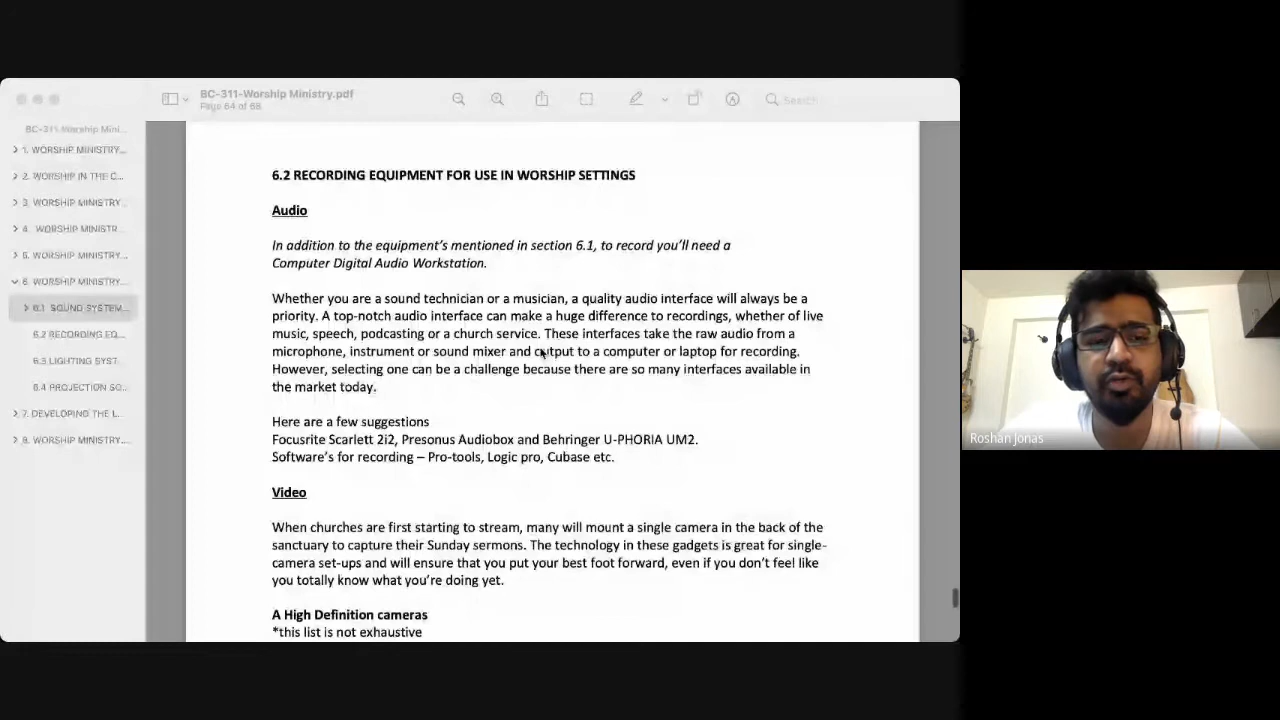 BC-311-Worship Ministry.pdf
Page 64 of 68
Search
BC-311-Worship Mini...
1. WORSHIP MINISTRY...
2. WORSHIP IN THE C...
3. WORSHIP MINISTRY...
4. WORSHIP MINISTR...
5. WORSHIP MINISTRY...
6. WORSHIP MINISTRY...
6.1 SOUND SYSTEM...
6.2 RECORDING EQ...
6.3 LIGHTING SYST...
6.4 PROJECTION SO...
7. DEVELOPING THE L...
8. WORSHIP MINISTRY...
6.2 RECORDING EQUIPMENT FOR USE IN WORSHIP SETTINGS
Audio
In addition to the equipment's mentioned in section 6.1, to record you'll need a
Computer Digital Audio Workstation.
Whether you are a sound technician or a musician, a quality audio interface will always be a
priority. A top-notch audio interface can make a huge difference to recordings, whether of live
music, speech, podcasting or a church service. These interfaces take the raw audio from a
microphone, instrument or sound mixer and output to a computer or laptop for recording.
However, selecting one can be a challenge because there are so many interfaces available in
the market today.
Here are a few suggestions
Focusrite Scarlett 2i2, Presonus Audiobox and Behringer U-PHORIA UM2.
Software's for recording – Pro-tools, Logic pro, Cubase etc.
Video
When churches are first starting to stream, many will mount a single camera in the back of the
sanctuary to capture their Sunday sermons. The technology in these gadgets is great for single-
camera set-ups and will ensure that you put your best foot forward, even if you don't feel like
you totally know what you're doing yet.
A High Definition cameras
*this list is not exhaustive
Roshan Jonas